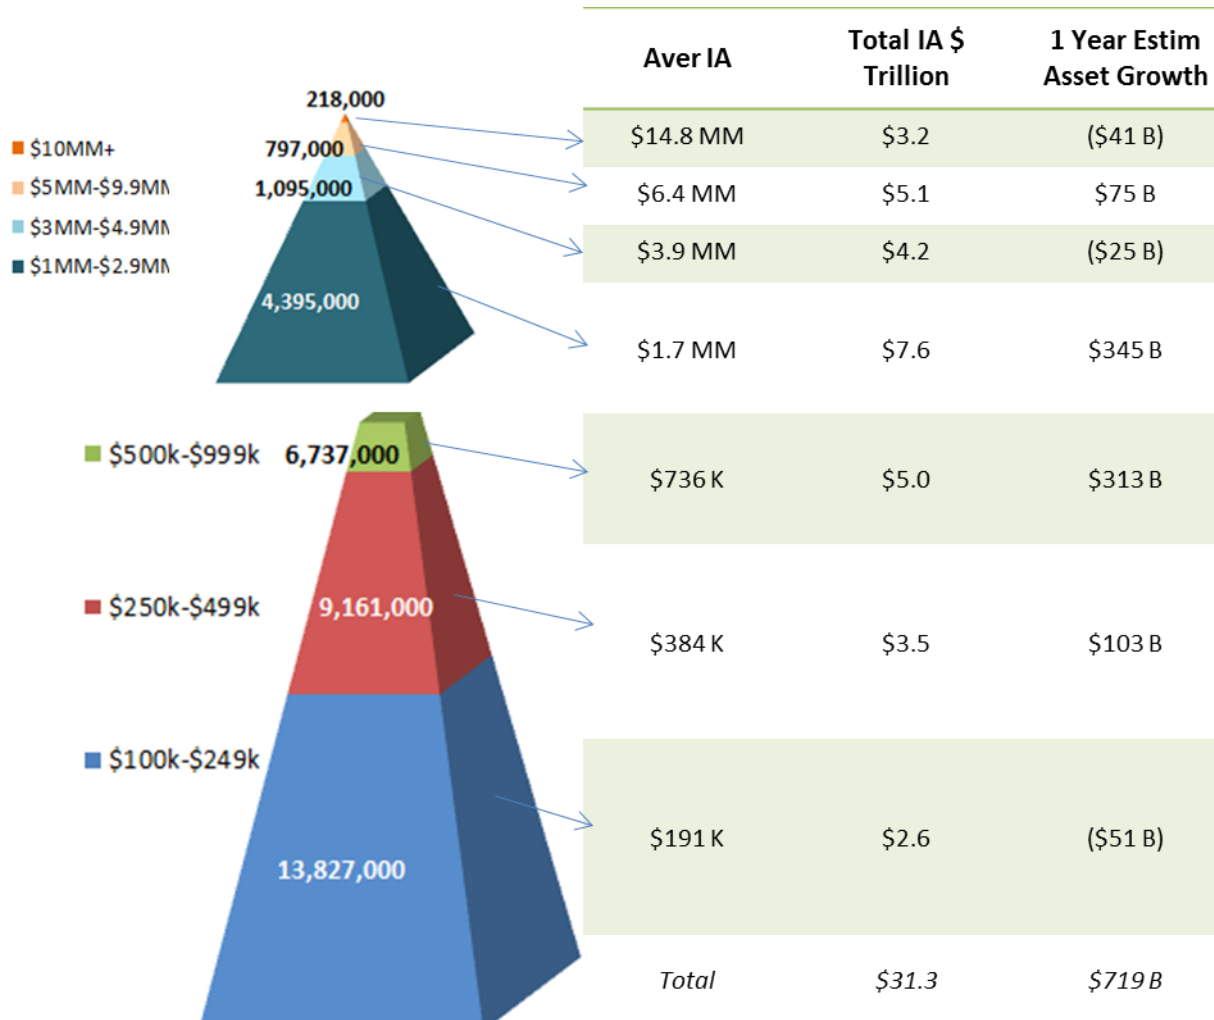 Aver IA
Total IA $
Trillion
1 Year Estim
Asset Growth
218,000
797,000
1,095,000
4,395,000
$10MM+
$5MM-$9.9MM
$3MM-$4.9MM
$1MM-$2.9MM
$14.8 MM $3.2 ($41 B)
$6.4 MM $5.1 $75 B
$3.9 MM $4.2 ($25 B)
$1.7 MM $7.6 $345 B
$500k-$999k 6,737,000
$736 K $5.0 $313 B
$250k-$499k 9,161,000
$384 K $3.5 $103 B
$100k-$249k
13,827,000
$191 K $2.6 ($51 B)
Total $31.3 $719 B